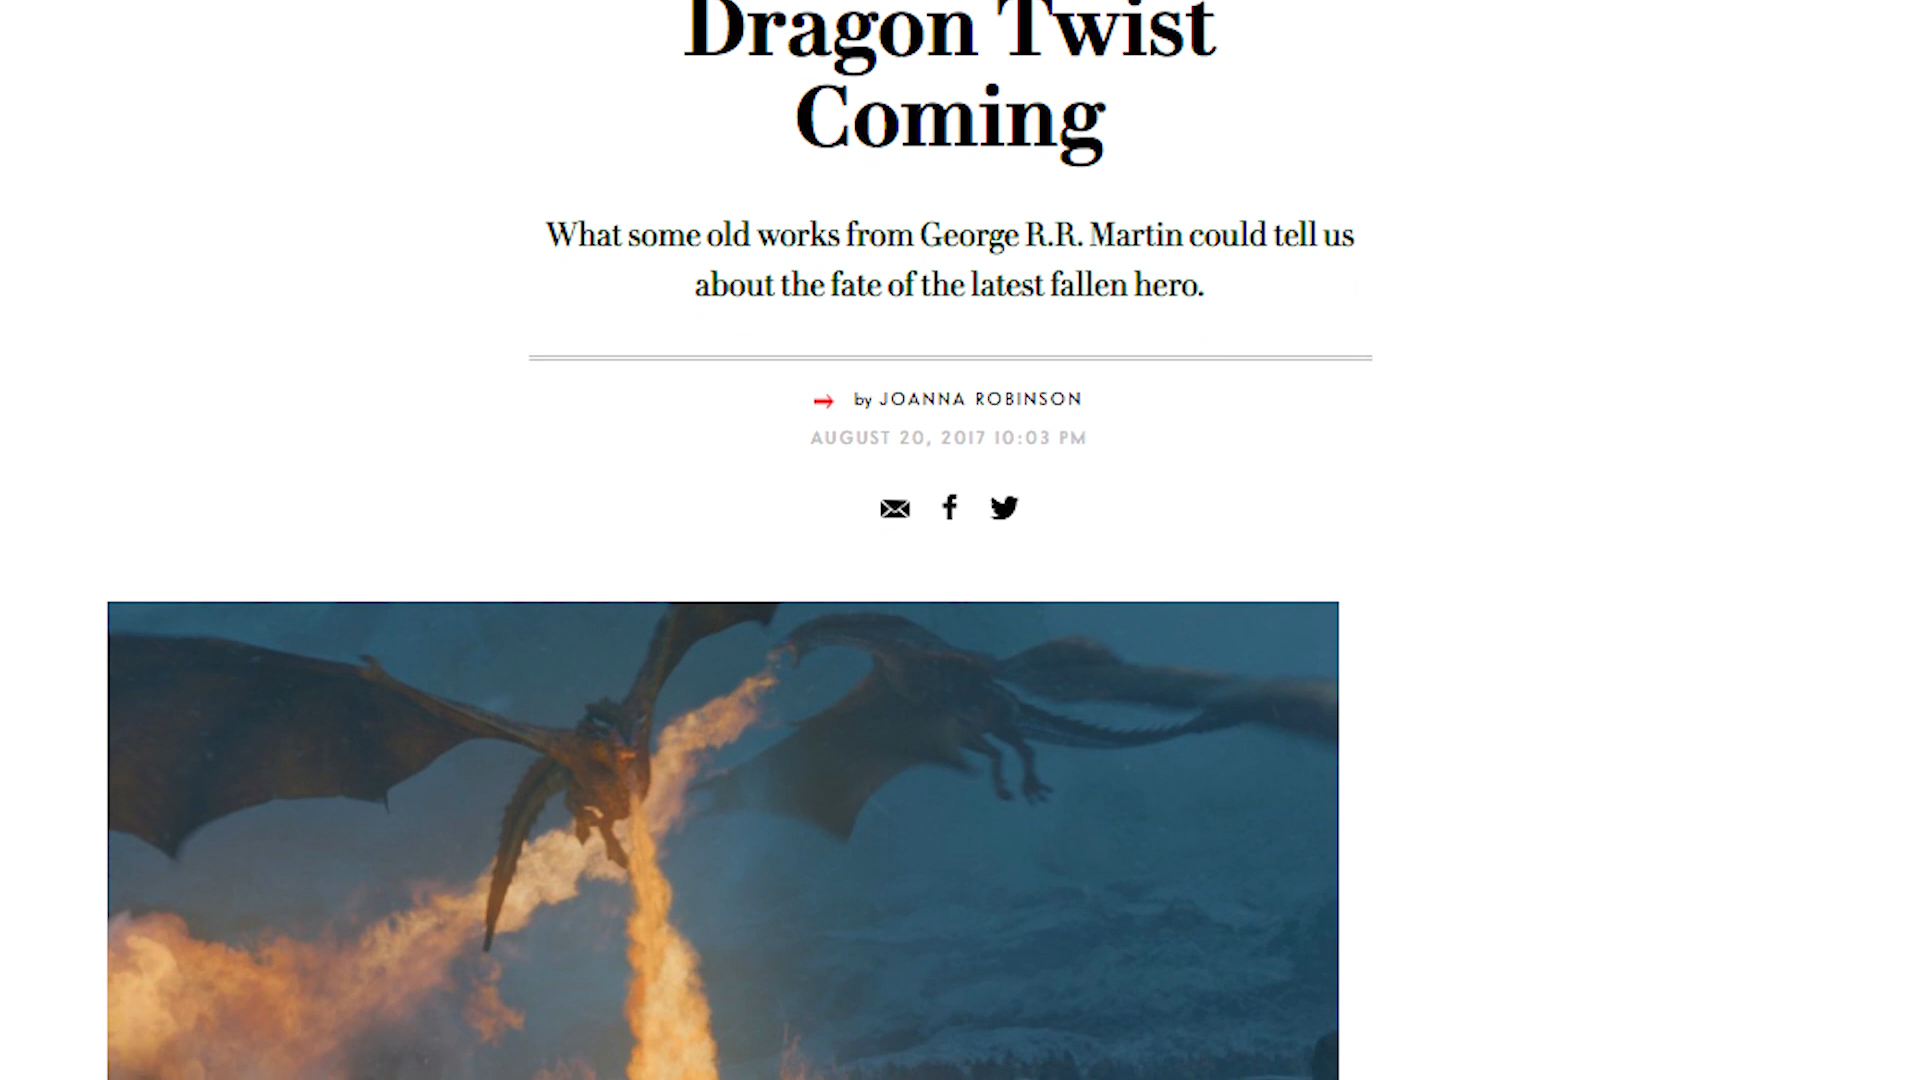 Dragon Twist
Coming
What some old works from George R.R. Martin could tell us
about the fate of the latest fallen hero.
by JOANNA ROBINSON
AUGUST 20, 2017 10:03 PM